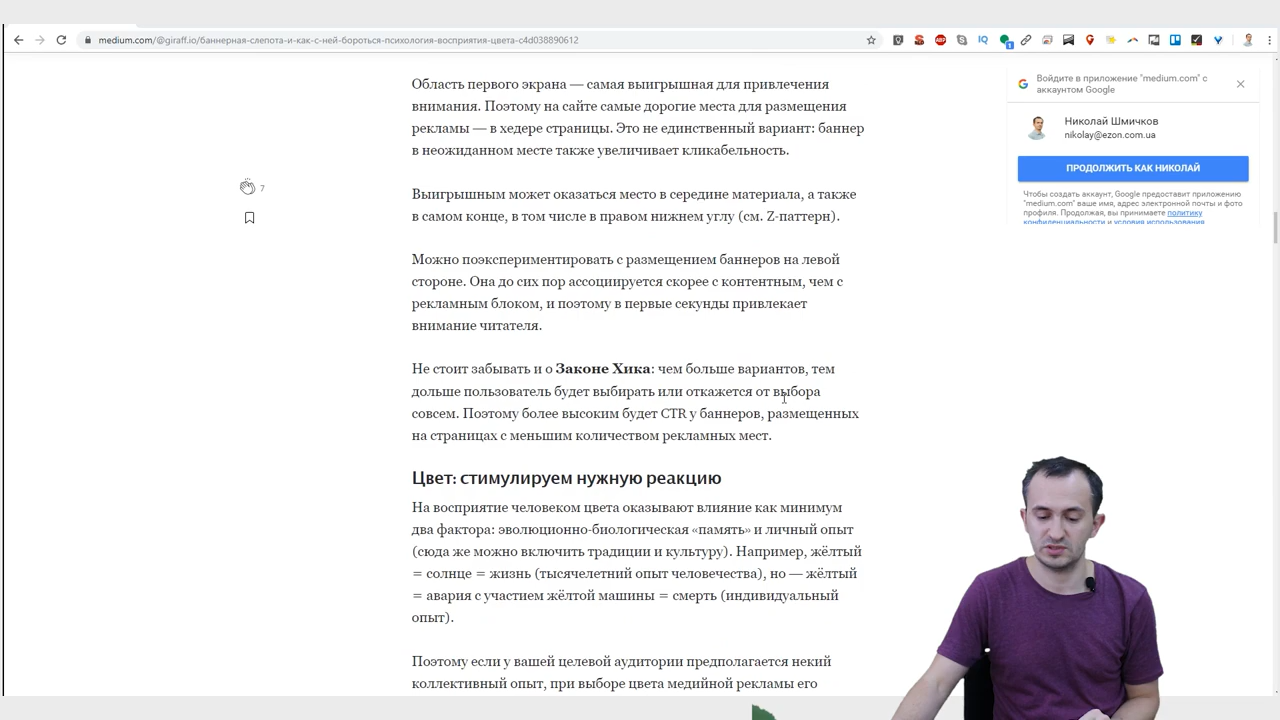 medium.com/@giraff.io/баннерная-слепота-и-как-с-ней-бороться-психология-восприятия-цвета-c4d038890612
Область первого экрана — самая выигрышная для привлечения
внимания. Поэтому на сайте самые дорогие места для размещения
рекламы — в хедере страницы. Это не единственный вариант: баннер
в неожиданном месте также увеличивает кликабельность.
7
Выигрышным может оказаться место в середине материала, а также
в самом конце, в том числе в правом нижнем углу (см. Z-паттерн).
Можно поэкспериментировать с размещением баннеров на левой
стороне. Она до сих пор ассоциируется скорее с контентным, чем с
рекламным блоком, и поэтому в первые секунды привлекает
внимание читателя.
Не стоит забывать и о Законе Хика: чем больше вариантов, тем
дольше пользователь будет выбирать или откажется от выбора
совсем. Поэтому более высоким будет CTR у баннеров, размещенных
на страницах с меньшим количеством рекламных мест.
Цвет: стимулируем нужную реакцию
На восприятие человеком цвета оказывают влияние как минимум
два фактора: эволюционно-биологическая «память» и личный опыт
(сюда же можно включить традиции и культуру). Например, жёлтый
= солнце = жизнь (тысячелетний опыт человечества), но — жёлтый
= авария с участием жёлтой машины = смерть (индивидуальный
опыт).
Поэтому если у вашей целевой аудитории предполагается некий
коллективный опыт, при выборе цвета медийной рекламы его
Войдите в приложение "medium.com" с
аккаунтом Google
Николай Шмичков
nikolay@ezon.com.ua
ПРОДОЛЖИТЬ КАК НИКОЛАЙ
Чтобы создать аккаунт, Google предоставит приложению
"medium.com" ваше имя, адрес электронной почты и фото
профиля. Продолжая, вы принимаете политику
конфиденциальности и условия использования